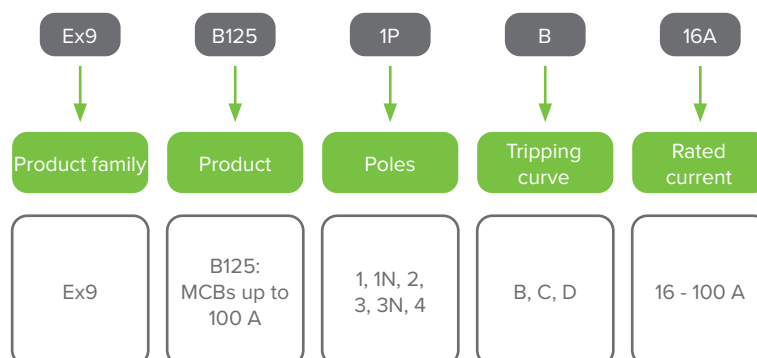 Ex9
B125
1P
B
16A
Product family
Product
Poles
Tripping
curve
Rated
current
Ex9
B125:
MCBs up to
100 A
1, 1N, 2,
3, 3N, 4
B, C, D
16 - 100 A